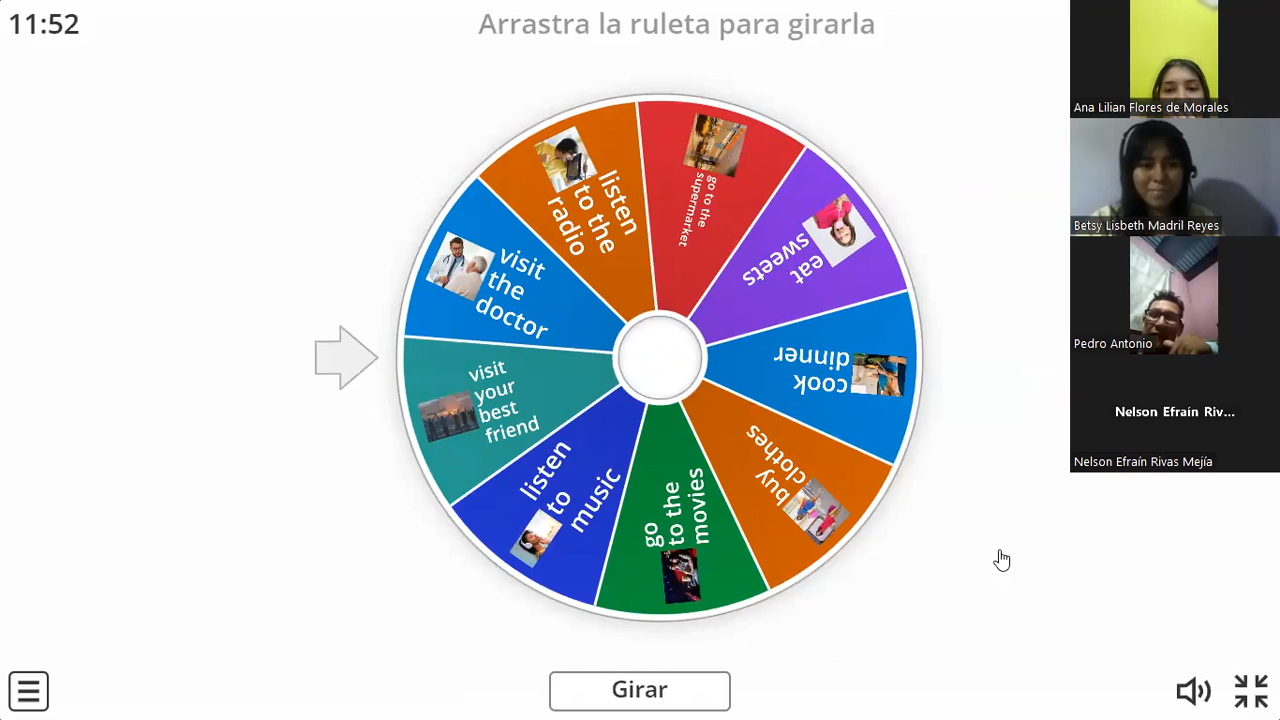 11:52
Arrastra la ruleta para girarla
listen
to the
radio
go to the
supermarket
eat
sweets
cook
dinner
buy
clothes
go
to the
movies
listen
to
music
visit
your
best
friend
visit
the
doctor
Girar
Ana Lilian Flores de Morales
Betsy Lisbeth Madril Reyes
Pedro Antonio
Nelson Efraín Riv...
Nelson Efraín Rivas Mejía